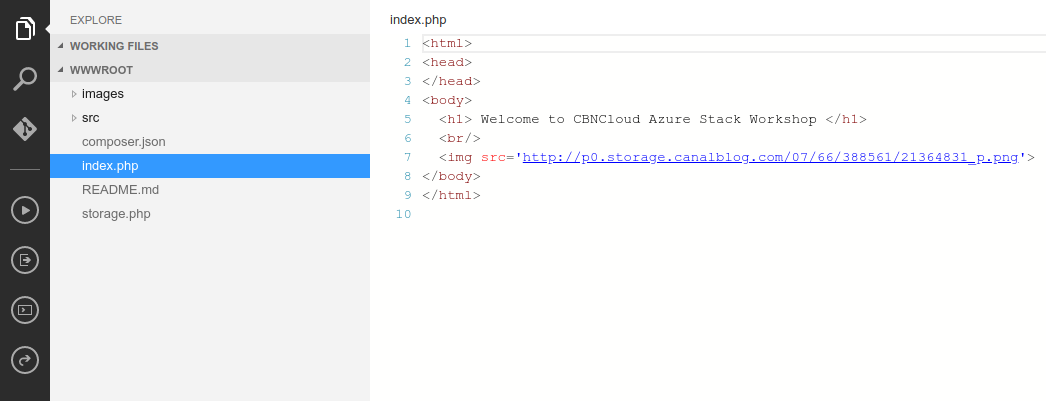 EXPLORE
WORKING FILES
WWWROOT
images
src
composer.json
index.php
README.md
storage.php
index.php
1 <html>
2 <head>
3 </head>
4 <body>
5   <h1> Welcome to CBNCloud Azure Stack Workshop </h1>
6   <br/>
7   <img src='http://p0.storage.canalblog.com/07/66/388561/21364831_p.png'>
8 </body>
9 </html>
10